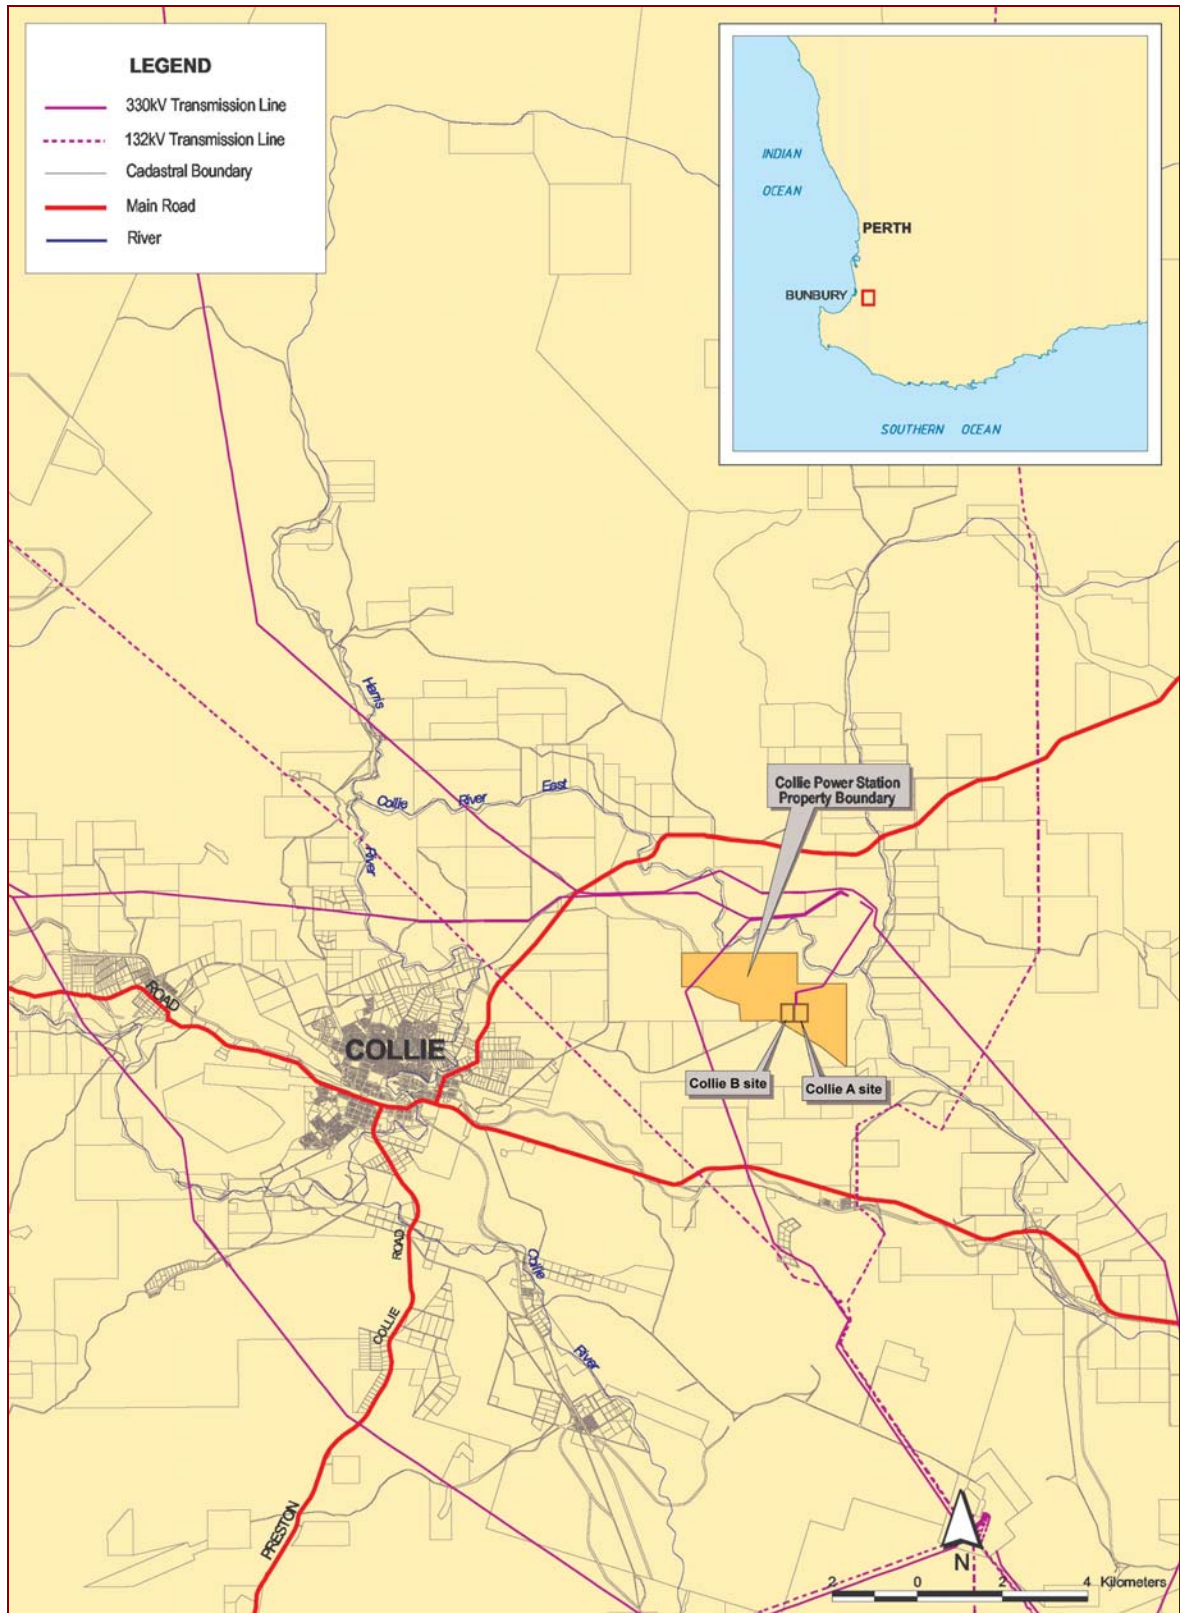 LEGEND
330kV Transmission Line
132kV Transmission Line
Cadastral Boundary
Main Road
River
INDIAN
OCEAN
PERTH
BUNBURY
SOUTHERN OCEAN
Harris
River
Collie River East
Collie Power Station
Property Boundary
ROAD
COLLIE
Collie B site
Collie A site
ROAD
COLLIE
PRESTON
Collie
River
N
2 0 2 4 Kilometers